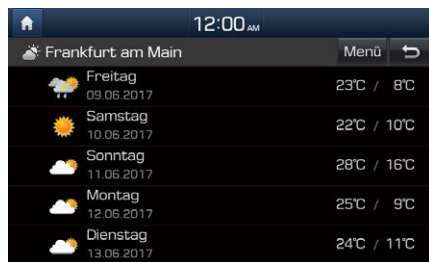 12:00 AM
Frankfurt am Main Menü
Freitag
09.06.2017 23°C / 8°C
Samstag
10.06.2017 22°C / 10°C
Sonntag
11.06.2017 28°C / 16°C
Montag
12.06.2017 25°C / 9°C
Dienstag
13.06.2017 24°C / 11°C